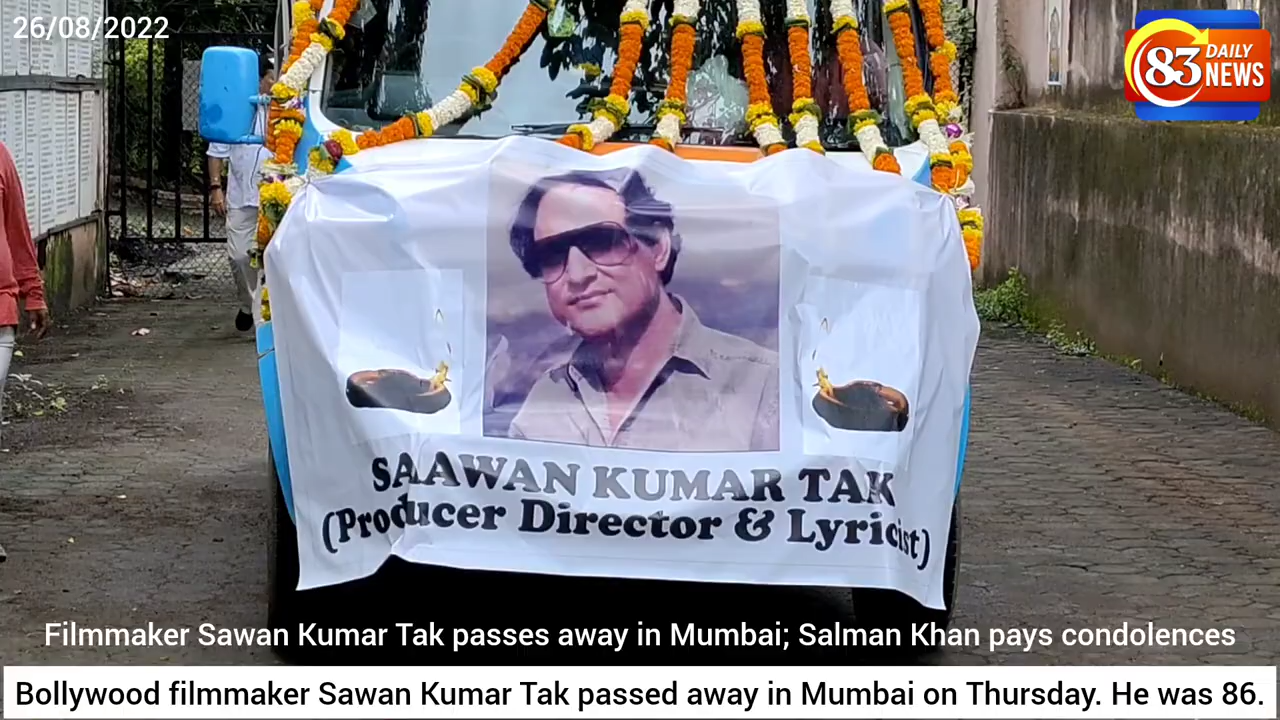 26/08/2022
83 DAILY
NEWS
SAAWAN KUMAR TAK
(Producer Director & Lyricist)
Filmmaker Sawan Kumar Tak passes away in Mumbai; Salman Khan pays condolences
Bollywood filmmaker Sawan Kumar Tak passed away in Mumbai on Thursday. He was 86.